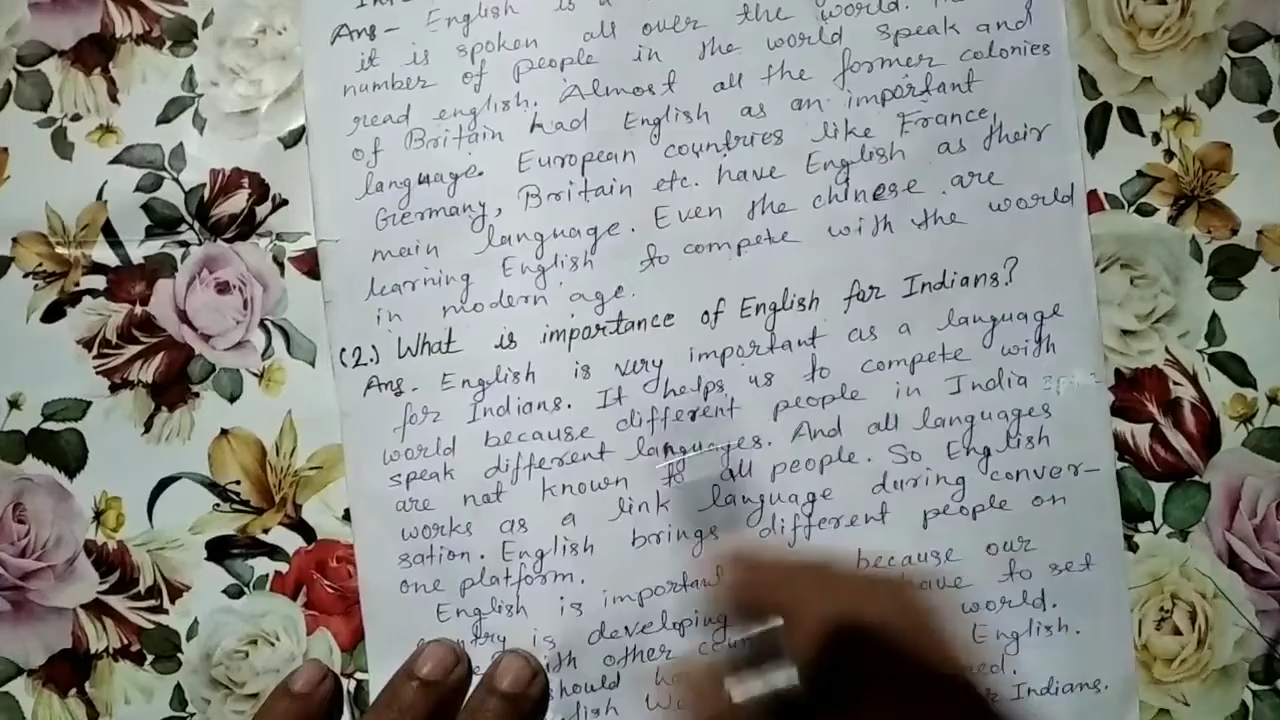 Ans- English is a
it is spoken all over the world.
number of people in the world speak and
read english. Almost all the former colonies
of Britain had English as an important
language. European countries like France,
Germany, Britain etc. have English as their
main language. Even the chinese are
learning English to compete with the world
in modern age.
(2.) What is importance of English for Indians?
Ans. English is very important as a language
for Indians. It helps us to compete with
world because different people in India
speak different languages. And all languages
are not known to all people. So English
works as a link language during conver-
sation. English brings different people on
one platform.
English is important because our
is developing have to set
with other world.
should English.
Indians.